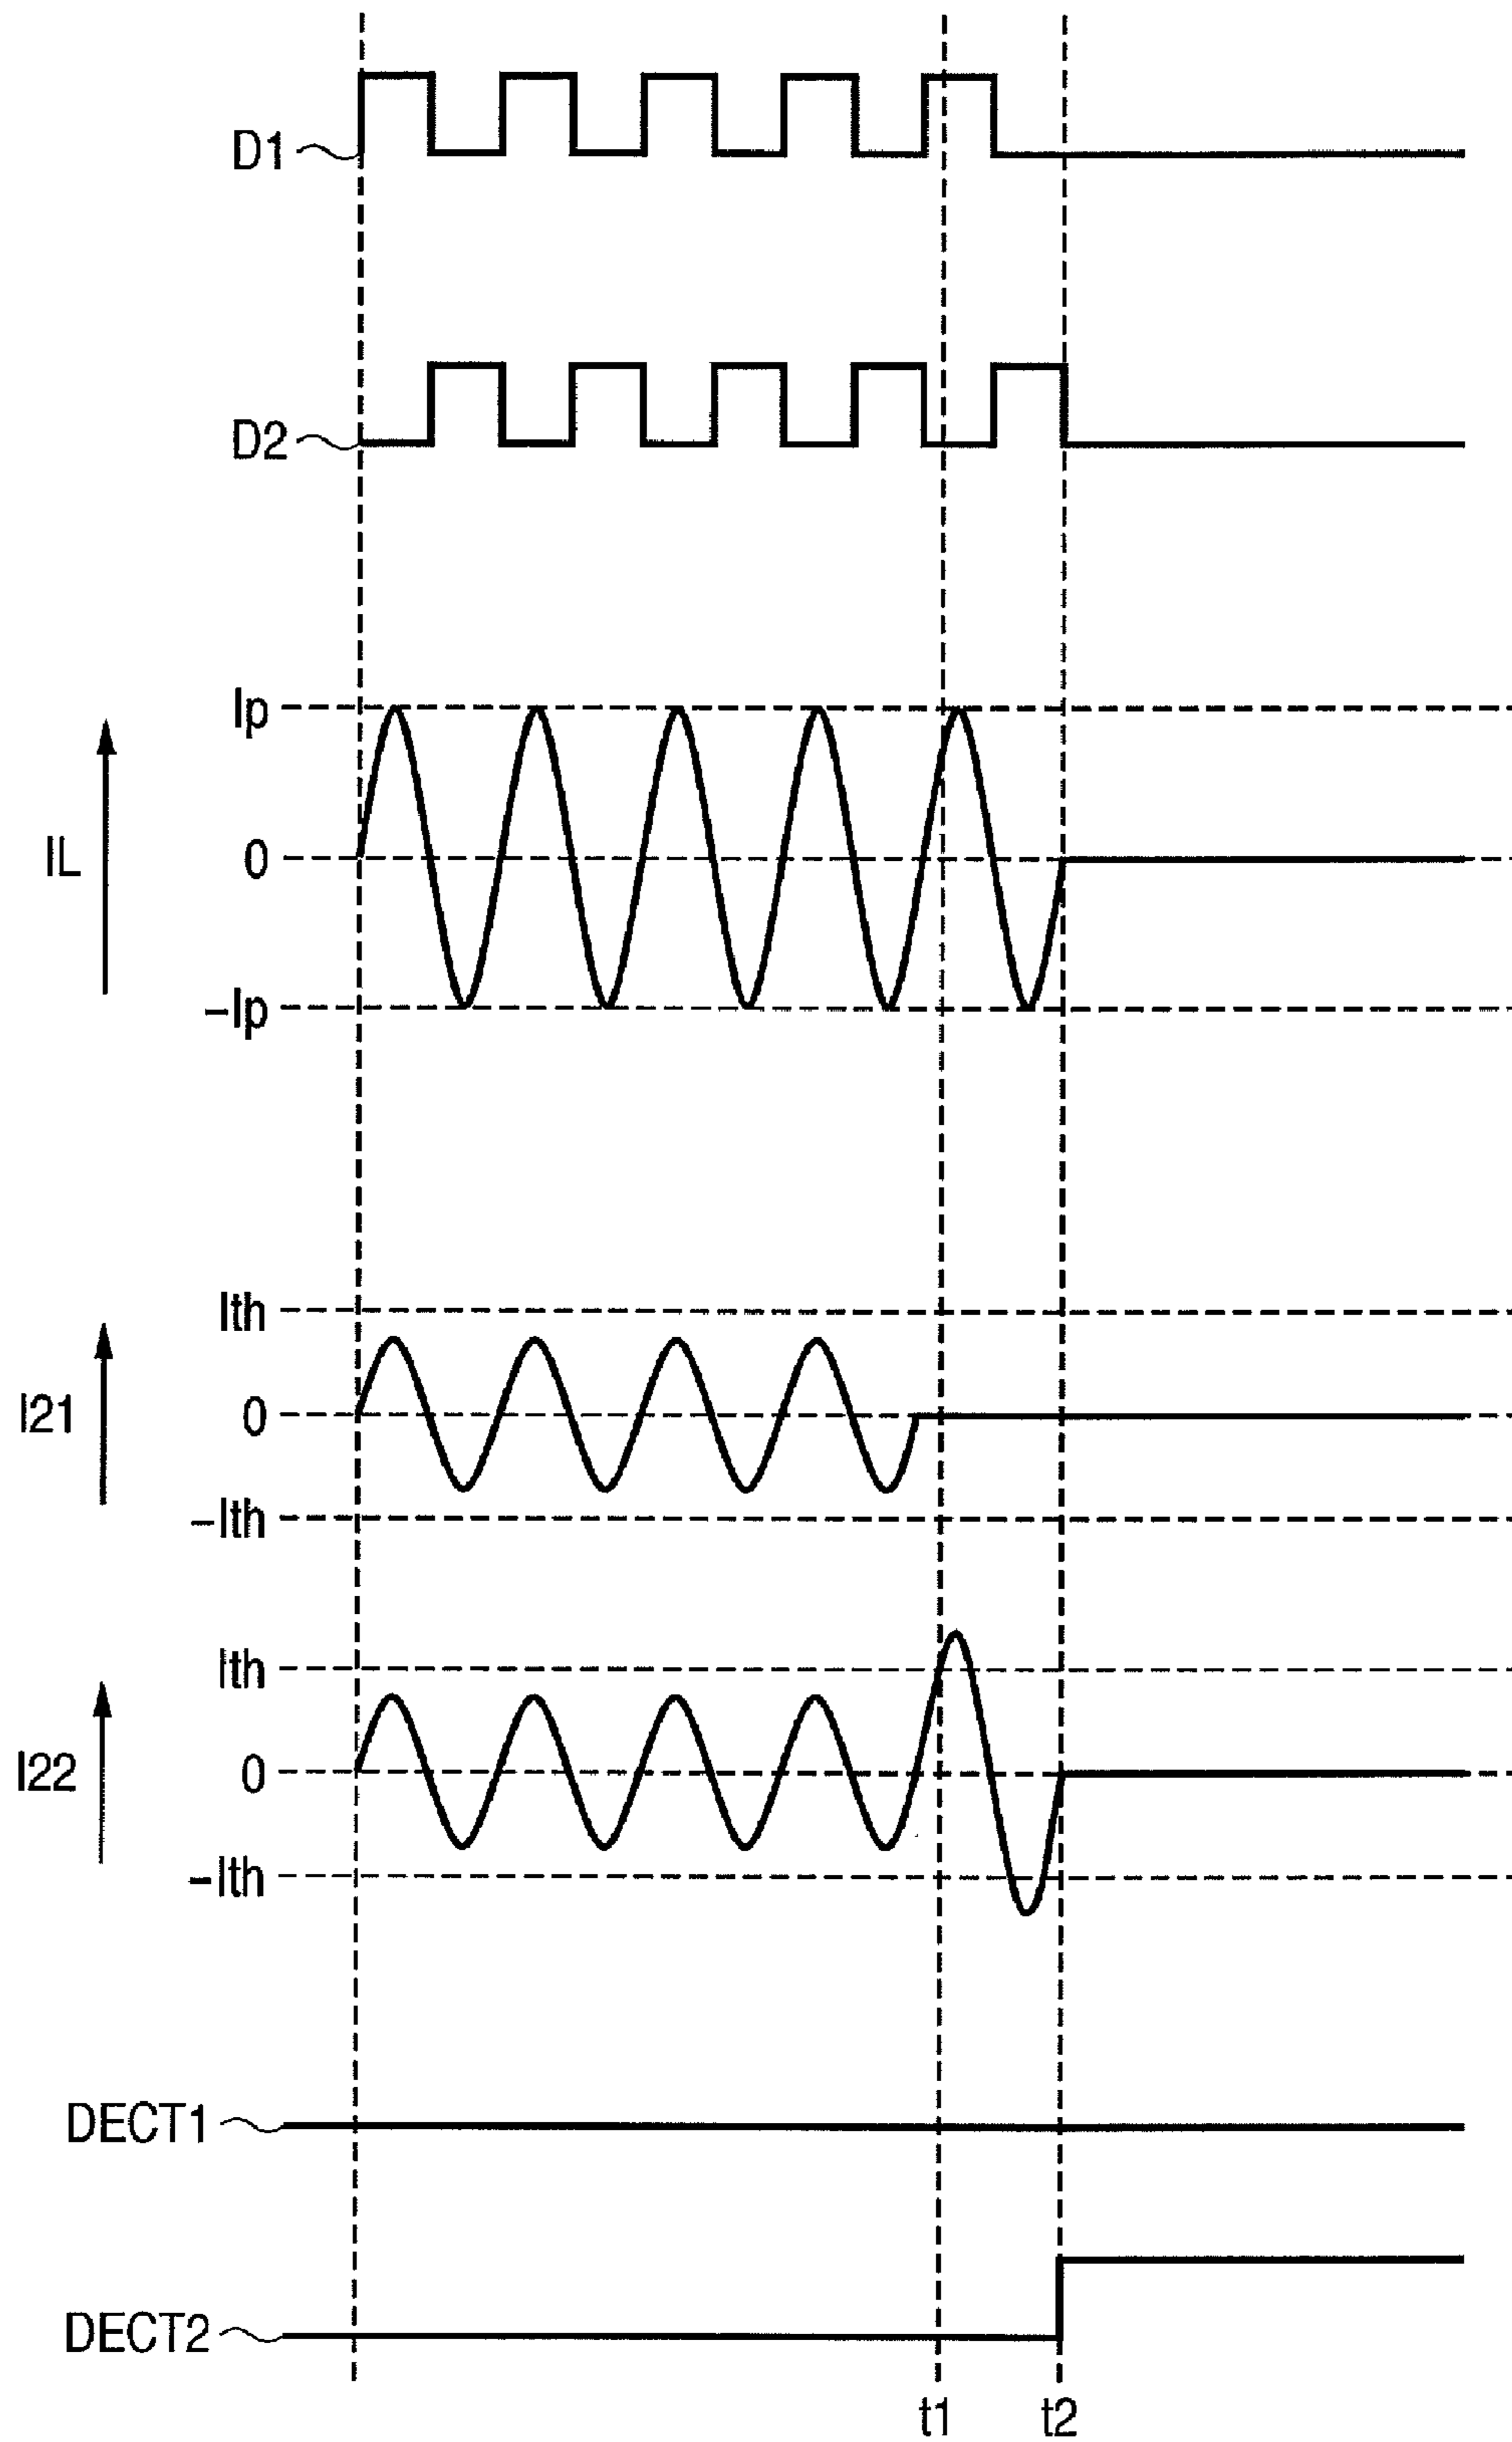 D1
D2
Ip
IL
0
–Ip
Ith
I21
0
–Ith
Ith
I22
0
–Ith
DECT1
DECT2
t1
t2